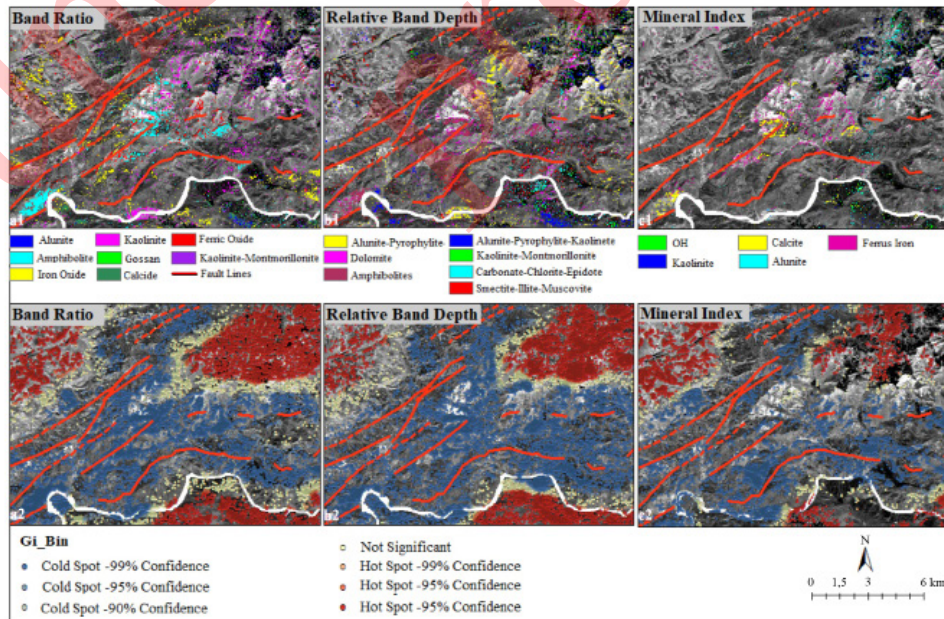 Band Ratio
Relative Band Depth
Mineral Index
a1
b1
c1
Alunite
Kaolinite
Ferric Oxide
Amphibolite
Gossan
Kaolinite-Montmorillonite
Iron Oxide
Calcide
Fault Lines
Alunite-Pyrophylite-
Alunite-Pyrophylite-Kaolinete
Dolomite
Kaolinite-Montmorillonite
Amphibolites
Carbonate-Chlorite-Epidote
Smectite-Illite-Muscovite
OH
Calcite
Ferrus Iron
Kaolinite
Alunite
Band Ratio
Relative Band Depth
Mineral Index
a2
b2
c2
Gi_Bin
Cold Spot -99% Confidence
Cold Spot -95% Confidence
Cold Spot -90% Confidence
Not Significant
Hot Spot -99% Confidence
Hot Spot -95% Confidence
Hot Spot -95% Confidence
N
0 1,5 3 6 km